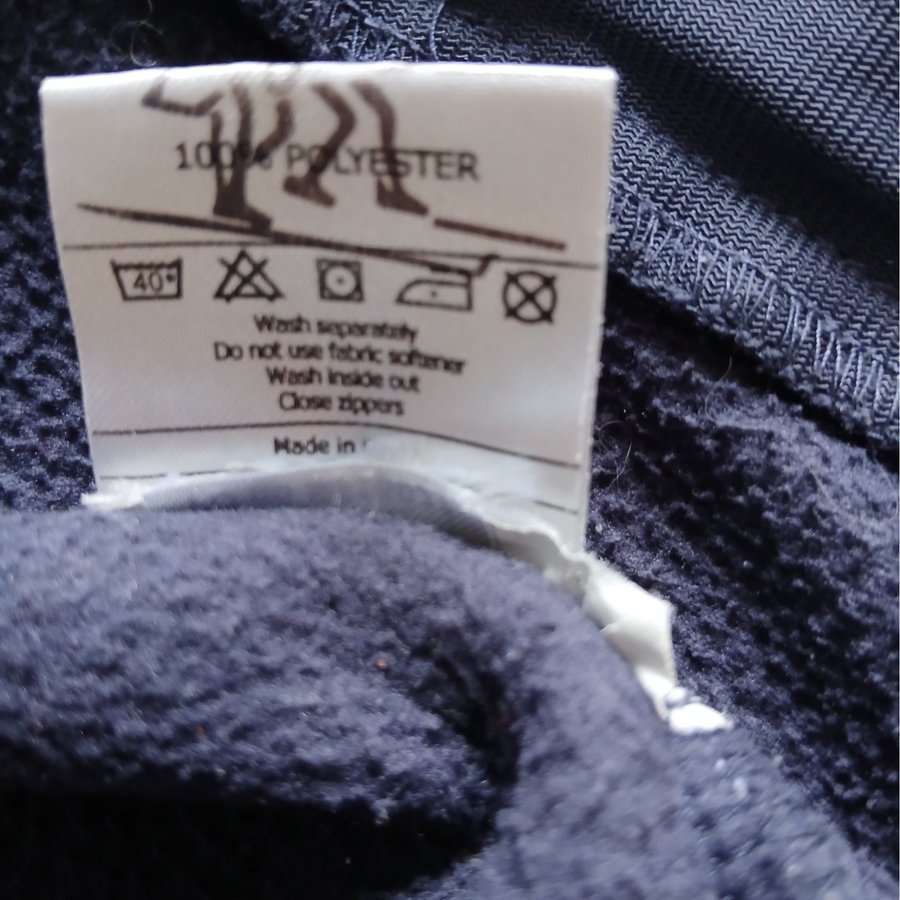 100% POLYESTER
40°
Wash separately
Do not use fabric softener
Wash inside out
Close zippers
Made in